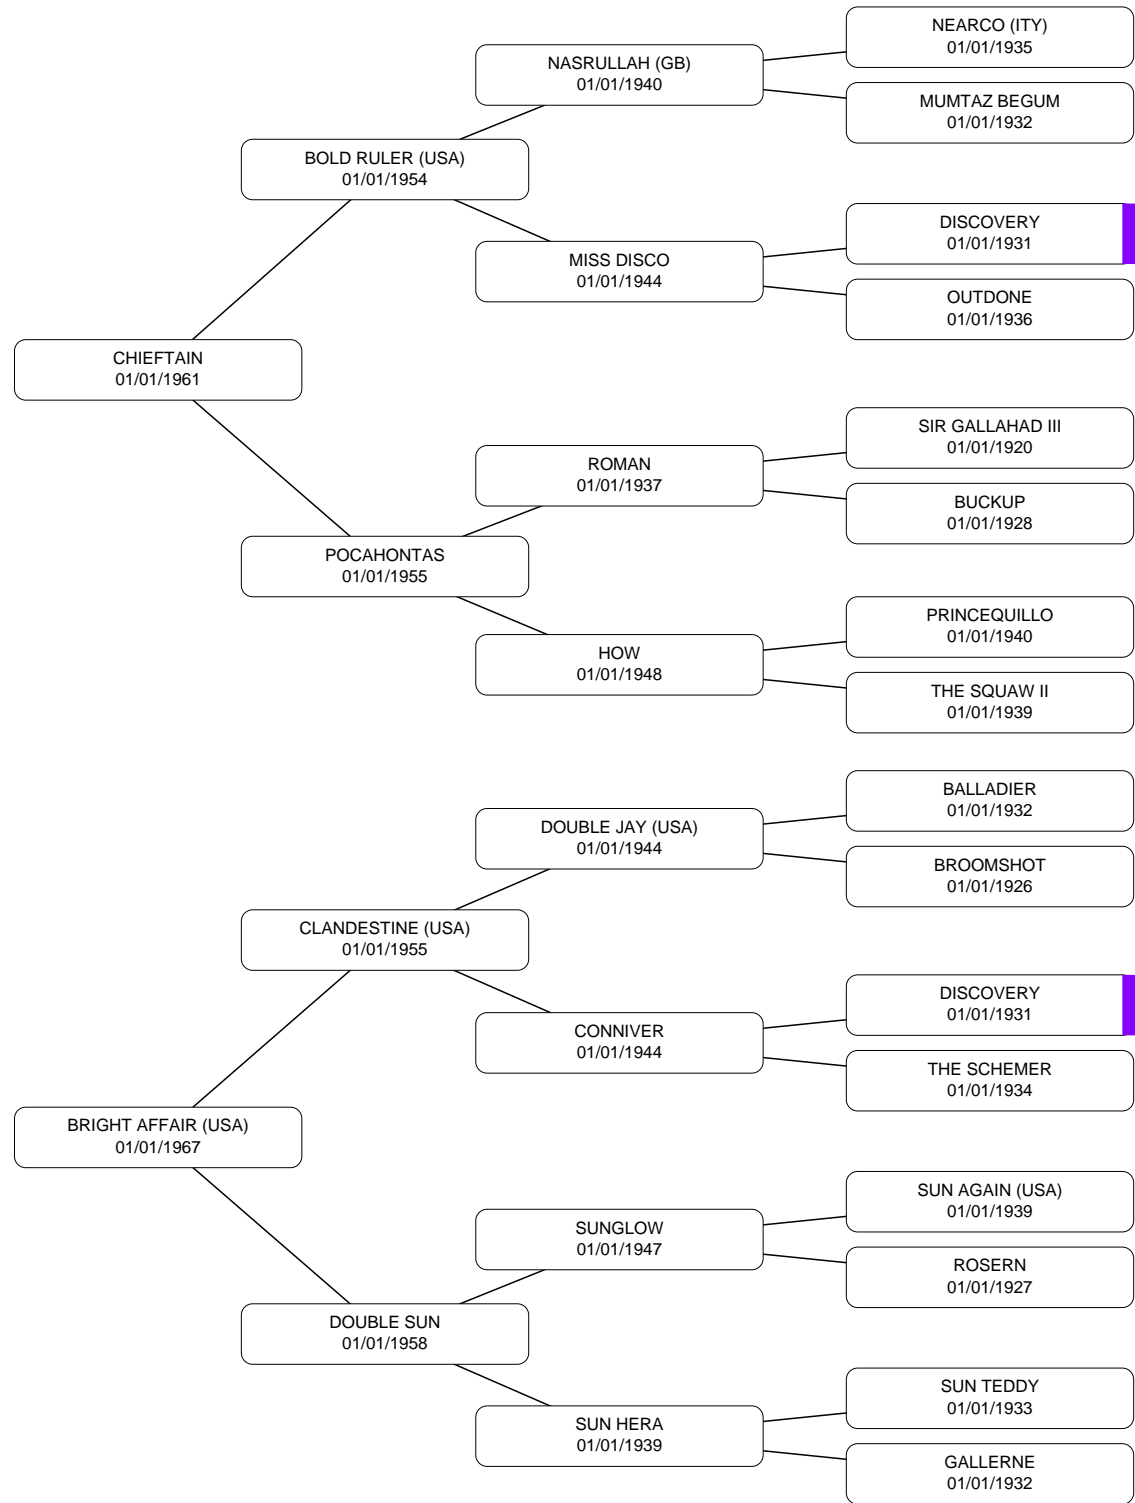 NEARCO (ITY)
01/01/1935
NASRULLAH (GB)
01/01/1940
MUMTAZ BEGUM
01/01/1932
BOLD RULER (USA)
01/01/1954
DISCOVERY
01/01/1931
MISS DISCO
01/01/1944
OUTDONE
01/01/1936
CHIEFTAIN
01/01/1961
SIR GALLAHAD III
01/01/1920
ROMAN
01/01/1937
BUCKUP
01/01/1928
POCAHONTAS
01/01/1955
PRINCEQUILLO
01/01/1940
HOW
01/01/1948
THE SQUAW II
01/01/1939
BALLADIER
01/01/1932
DOUBLE JAY (USA)
01/01/1944
BROOMSHOT
01/01/1926
CLANDESTINE (USA)
01/01/1955
DISCOVERY
01/01/1931
CONNIVER
01/01/1944
THE SCHEMER
01/01/1934
BRIGHT AFFAIR (USA)
01/01/1967
SUN AGAIN (USA)
01/01/1939
SUNGLOW
01/01/1947
ROSERN
01/01/1927
DOUBLE SUN
01/01/1958
SUN TEDDY
01/01/1933
SUN HERA
01/01/1939
GALLERNE
01/01/1932